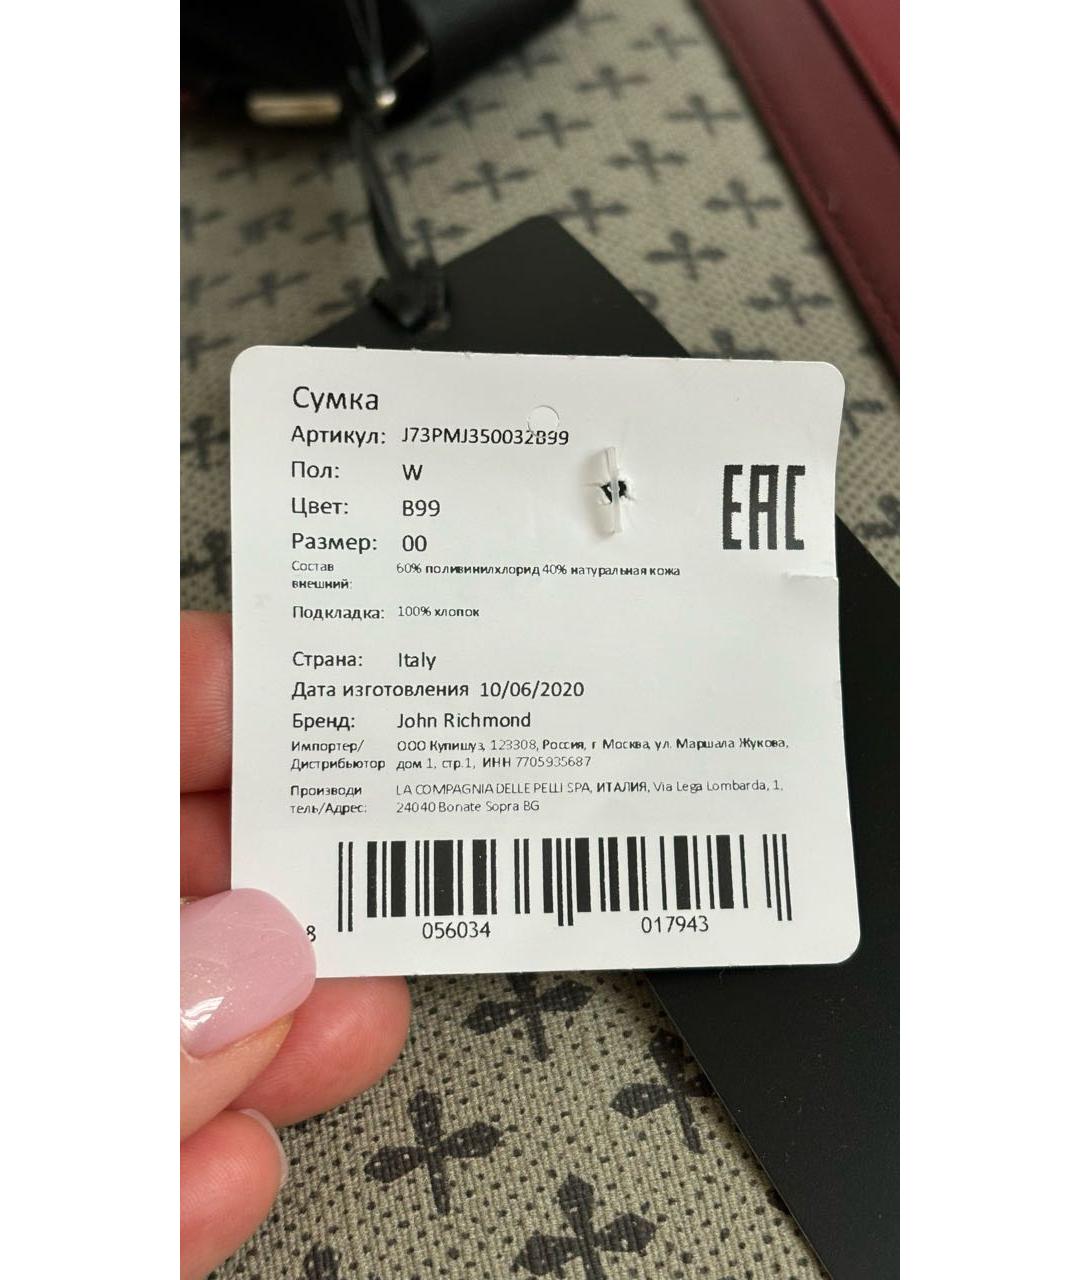 Сумка
Артикул: J73PMJ350032B99
Пол: W
Цвет: B99
Размер: 00
EAC
Состав внешний: 60% поливинилхлорид 40% натуральная кожа
Подкладка: 100% хлопок
Страна: Italy
Дата изготовления 10/06/2020
Бренд: John Richmond
Импортер/ ООО Купишуз, 123308, Россия, г Москва, ул. Маршала Жукова,
Дистрибьютор дом 1, стр.1, ИНН 7705935687
Производи LA COMPAGNIA DELLE PELLI SPA, ИТАЛИЯ, Via Lega Lombarda, 1,
тель/Адрес: 24040 Bonate Sopra BG
8 056034 017943